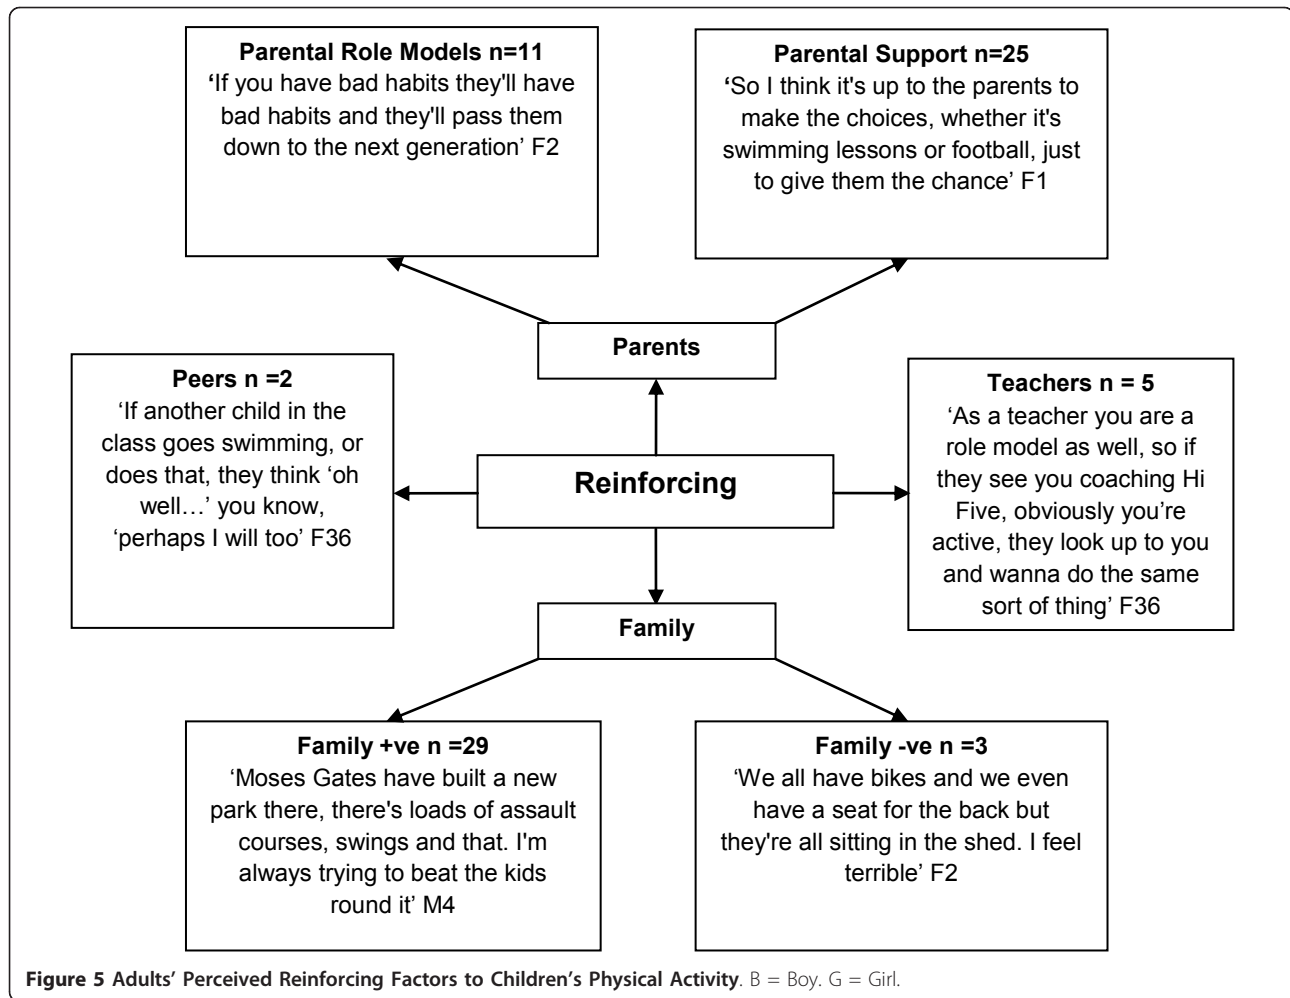 Parental Role Models n=11
‘If you have bad habits they'll have
bad habits and they'll pass them
down to the next generation’ F2
Parental Support n=25
‘So I think it's up to the parents to
make the choices, whether it's
swimming lessons or football, just
to give them the chance’ F1
Parents
Peers n =2
‘If another child in the
class goes swimming, or
does that, they think ‘oh
well…’ you know,
‘perhaps I will too’ F36
Reinforcing
Teachers n = 5
‘As a teacher you are a
role model as well, so if
they see you coaching Hi
Five, obviously you’re
active, they look up to you
and wanna do the same
sort of thing’ F36
Family
Family +ve n =29
‘Moses Gates have built a new
park there, there's loads of assault
courses, swings and that. I'm
always trying to beat the kids
round it’ M4
Family -ve n =3
‘We all have bikes and we even
have a seat for the back but
they're all sitting in the shed. I feel
terrible’ F2
Figure 5 Adults’ Perceived Reinforcing Factors to Children’s Physical Activity. B = Boy. G = Girl.